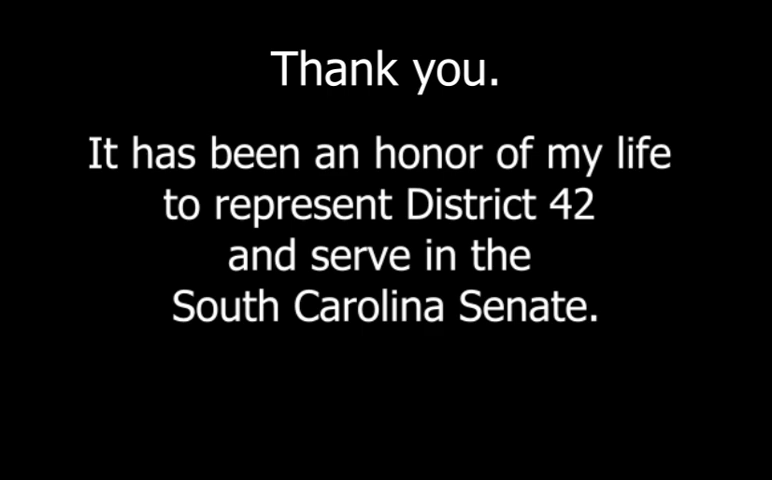 Thank you.
It has been an honor of my life
to represent District 42
and serve in the
South Carolina Senate.